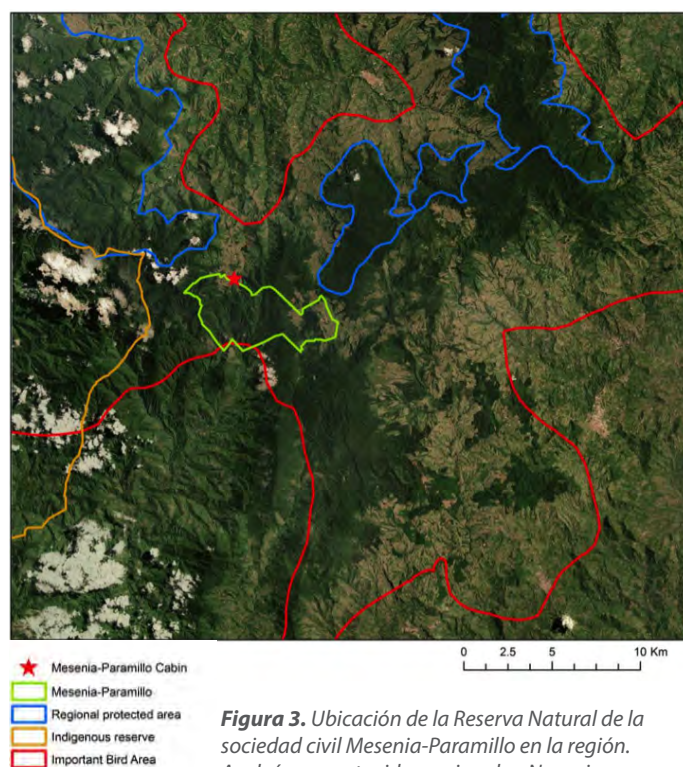 0 2.5 5 10 Km
Mesenia-Paramillo Cabin
Mesenia-Paramillo
Regional protected area
Indigenous reserve
Important Bird Area
Figura 3. Ubicación de la Reserva Natural de la
sociedad civil Mesenia-Paramillo en la región.